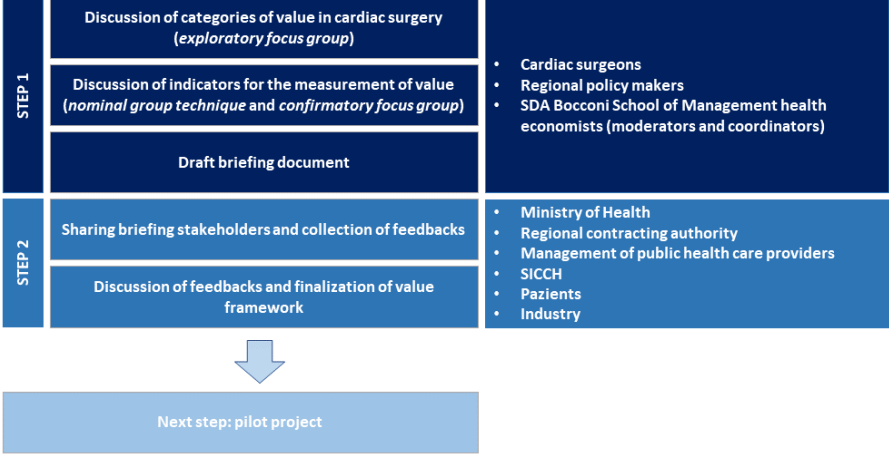 STEP 1
Discussion of categories of value in cardiac surgery
(exploratory focus group)
Discussion of indicators for the measurement of value
(nominal group technique and confirmatory focus group)
Draft briefing document
• Cardiac surgeons
• Regional policy makers
• SDA Bocconi School of Management health
economists (moderators and coordinators)
STEP 2
Sharing briefing stakeholders and collection of feedbacks
Discussion of feedbacks and finalization of value
framework
• Ministry of Health
• Regional contracting authority
• Management of public health care providers
• SICCH
• Pazients
• Industry
Next step: pilot project